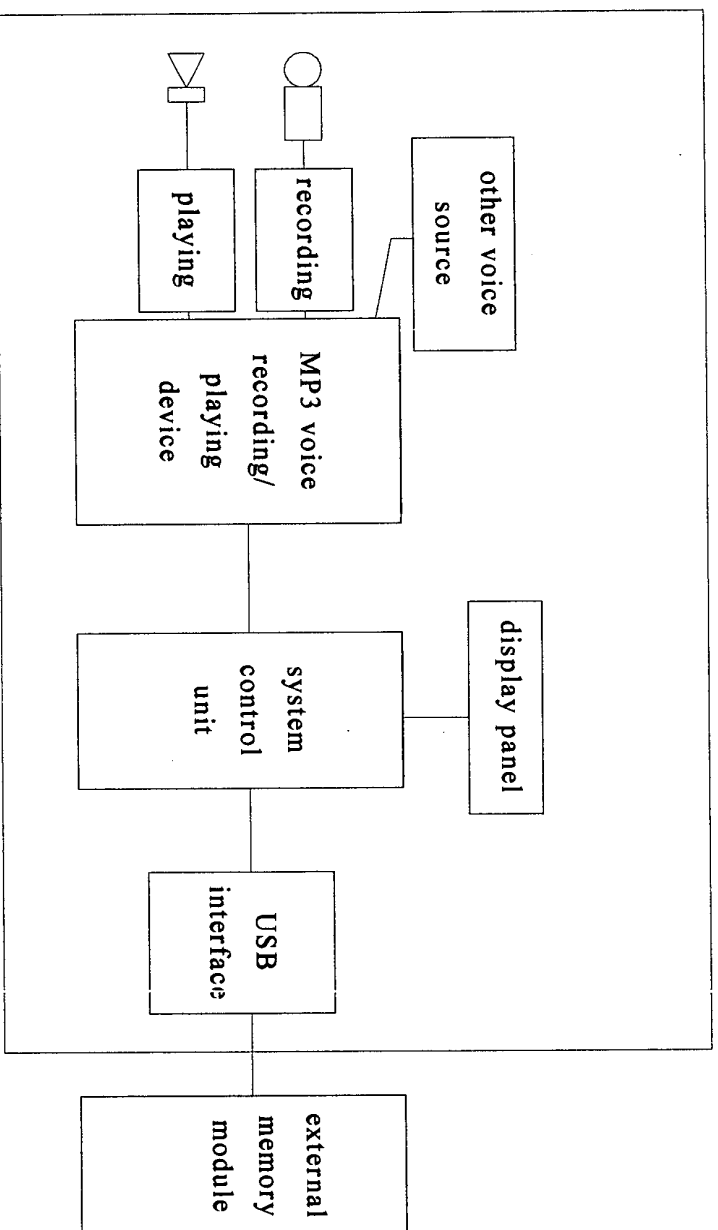 other voice
source
recording
playing
MP3 voice
recording/
playing
device
display panel
system
control
unit
USB
interface
external
memory
module